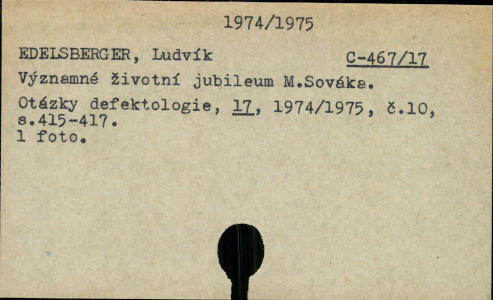 1974/1975
EDELSBERGER, Ludvík C-467/17
Významné životní jubileum M.Sováka.
Otázky defektologie, 17, 1974/1975, č.10,
s.415-417.
1 foto.